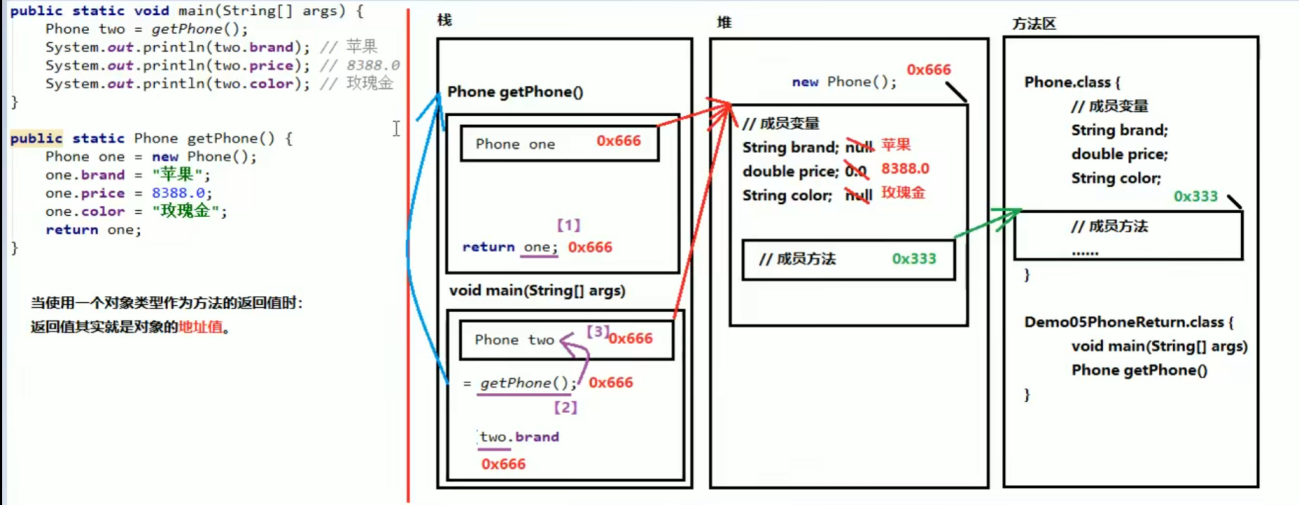 public static void main(String[] args) {
Phone two = getPhone();
System.out.println(two.brand); // 苹果
System.out.println(two.price); // 8388.0
System.out.println(two.color); // 玫瑰金
}
public static Phone getPhone() {
Phone one = new Phone();
one.brand = "苹果";
one.price = 8388.0;
one.color = "玫瑰金";
return one;
}
当使用一个对象类型作为方法的返回值时：
返回值其实就是对象的地址值。
栈
Phone getPhone()
Phone one 0x666
【1】
return one; 0x666
void main(String[] args)
Phone two 【3】 0x666
= getPhone(); 0x666
【2】
two.brand
0x666
堆
0x666
new Phone();
// 成员变量
String brand; null 苹果
double price; 0.0 8388.0
String color; null 玫瑰金
// 成员方法 0x333
方法区
Phone.class {
// 成员变量
String brand;
double price;
String color;
0x333
// 成员方法
......
}
Demo05PhoneReturn.class {
void main(String[] args)
Phone getPhone()
}